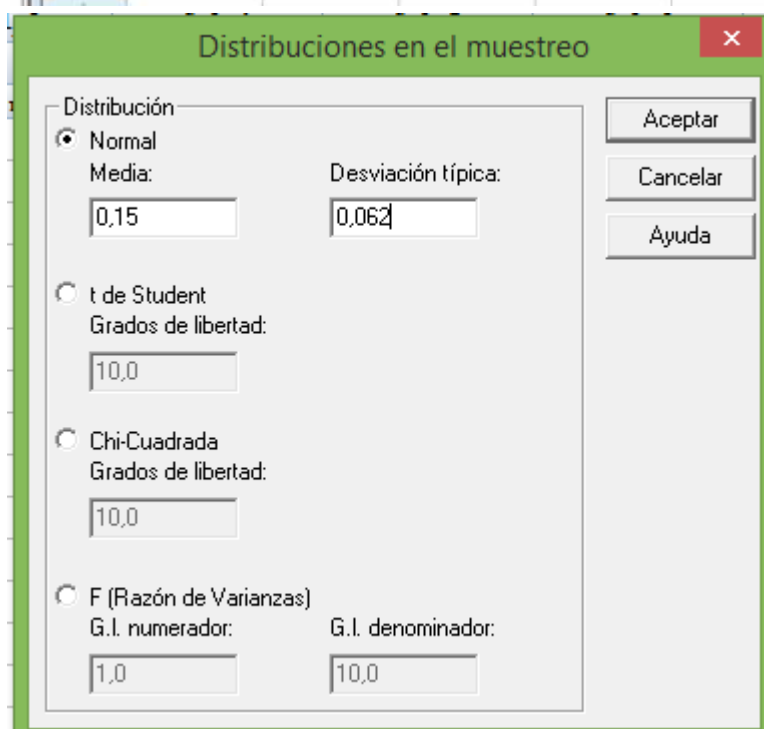 Distribuciones en el muestreo
Distribución
Normal
Media: Desviación típica:
0,15 0,062
t de Student
Grados de libertad:
10,0
Chi-Cuadrada
Grados de libertad:
10,0
F (Razón de Varianzas)
G.l. numerador: G.l. denominador:
1,0 10,0
Aceptar
Cancelar
Ayuda